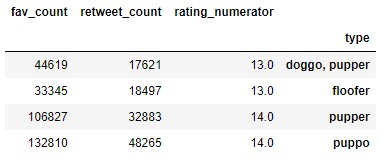 fav_count retweet_count rating_numerator
type
44619 17621 13.0 doggo, pupper
33345 18497 13.0 floofer
106827 32883 14.0 pupper
132810 48265 14.0 puppo